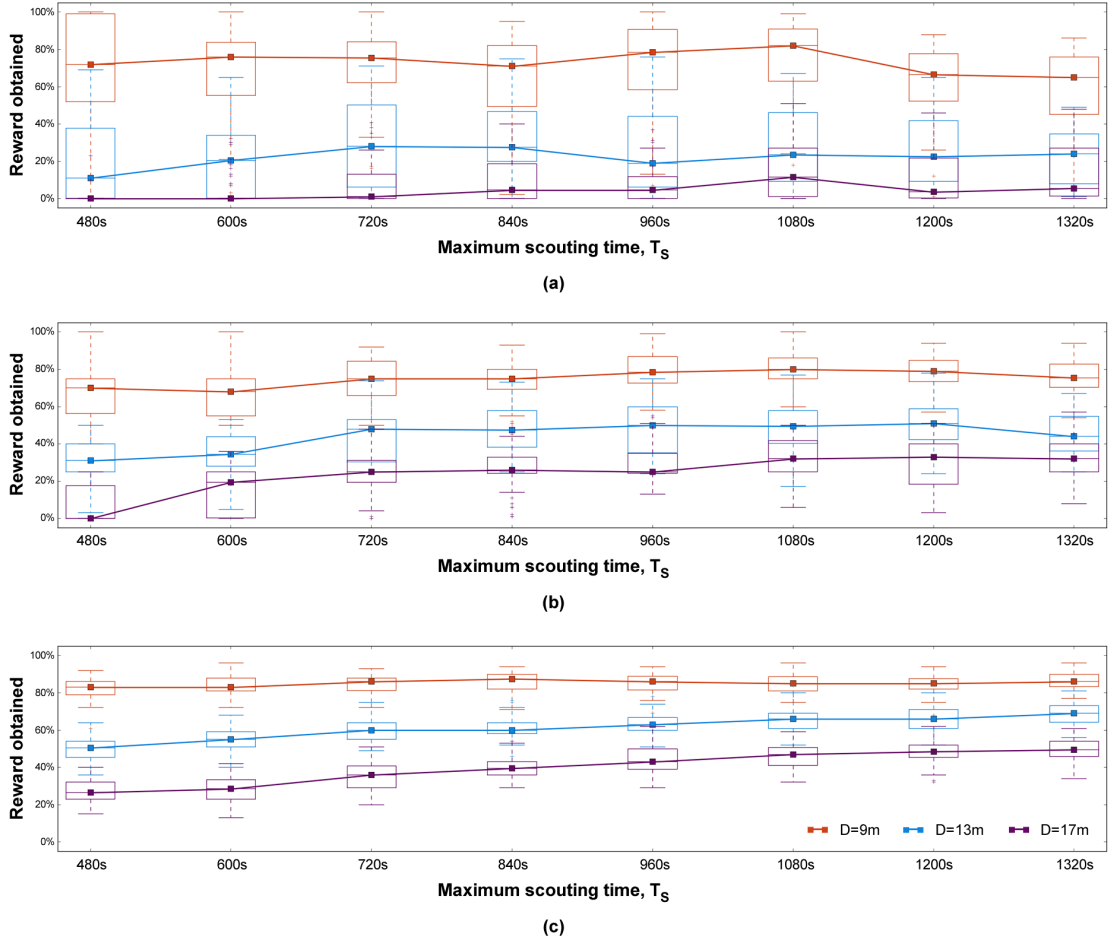 Reward obtained
100%
80%
60%
40%
20%
0%
480s 600s 720s 840s 960s 1080s 1200s 1320s
Maximum scouting time, T_S
(a)
Reward obtained
100%
80%
60%
40%
20%
0%
480s 600s 720s 840s 960s 1080s 1200s 1320s
Maximum scouting time, T_S
(b)
Reward obtained
100%
80%
60%
40%
20%
0%
D=9m D=13m D=17m
480s 600s 720s 840s 960s 1080s 1200s 1320s
Maximum scouting time, T_S
(c)